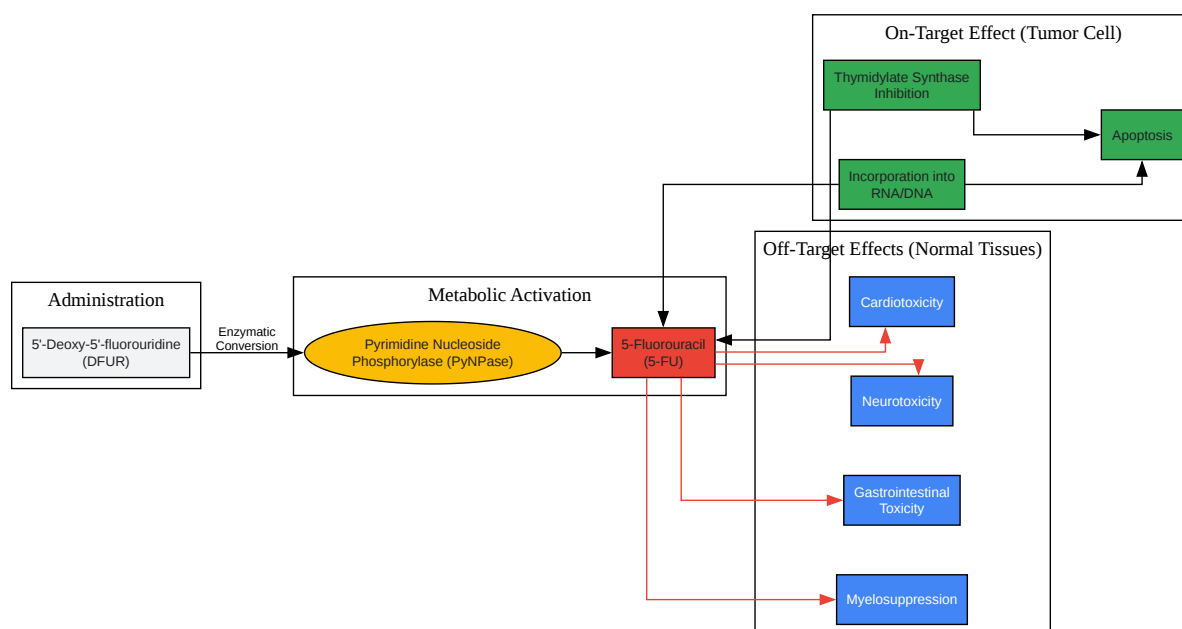 On-Target Effect (Tumor Cell)
Thymidylate Synthase
Inhibition
Apoptosis
Incorporation into
RNA/DNA
Off-Target Effects (Normal Tissues)
Cardiotoxicity
Neurotoxicity
Gastrointestinal
Toxicity
Myelosuppression
Administration
5'-Deoxy-5'-fluorouridine
(DFUR)
Enzymatic
Conversion
Metabolic Activation
Pyrimidine Nucleoside
Phosphorylase (PyNPase)
5-Fluorouracil
(5-FU)